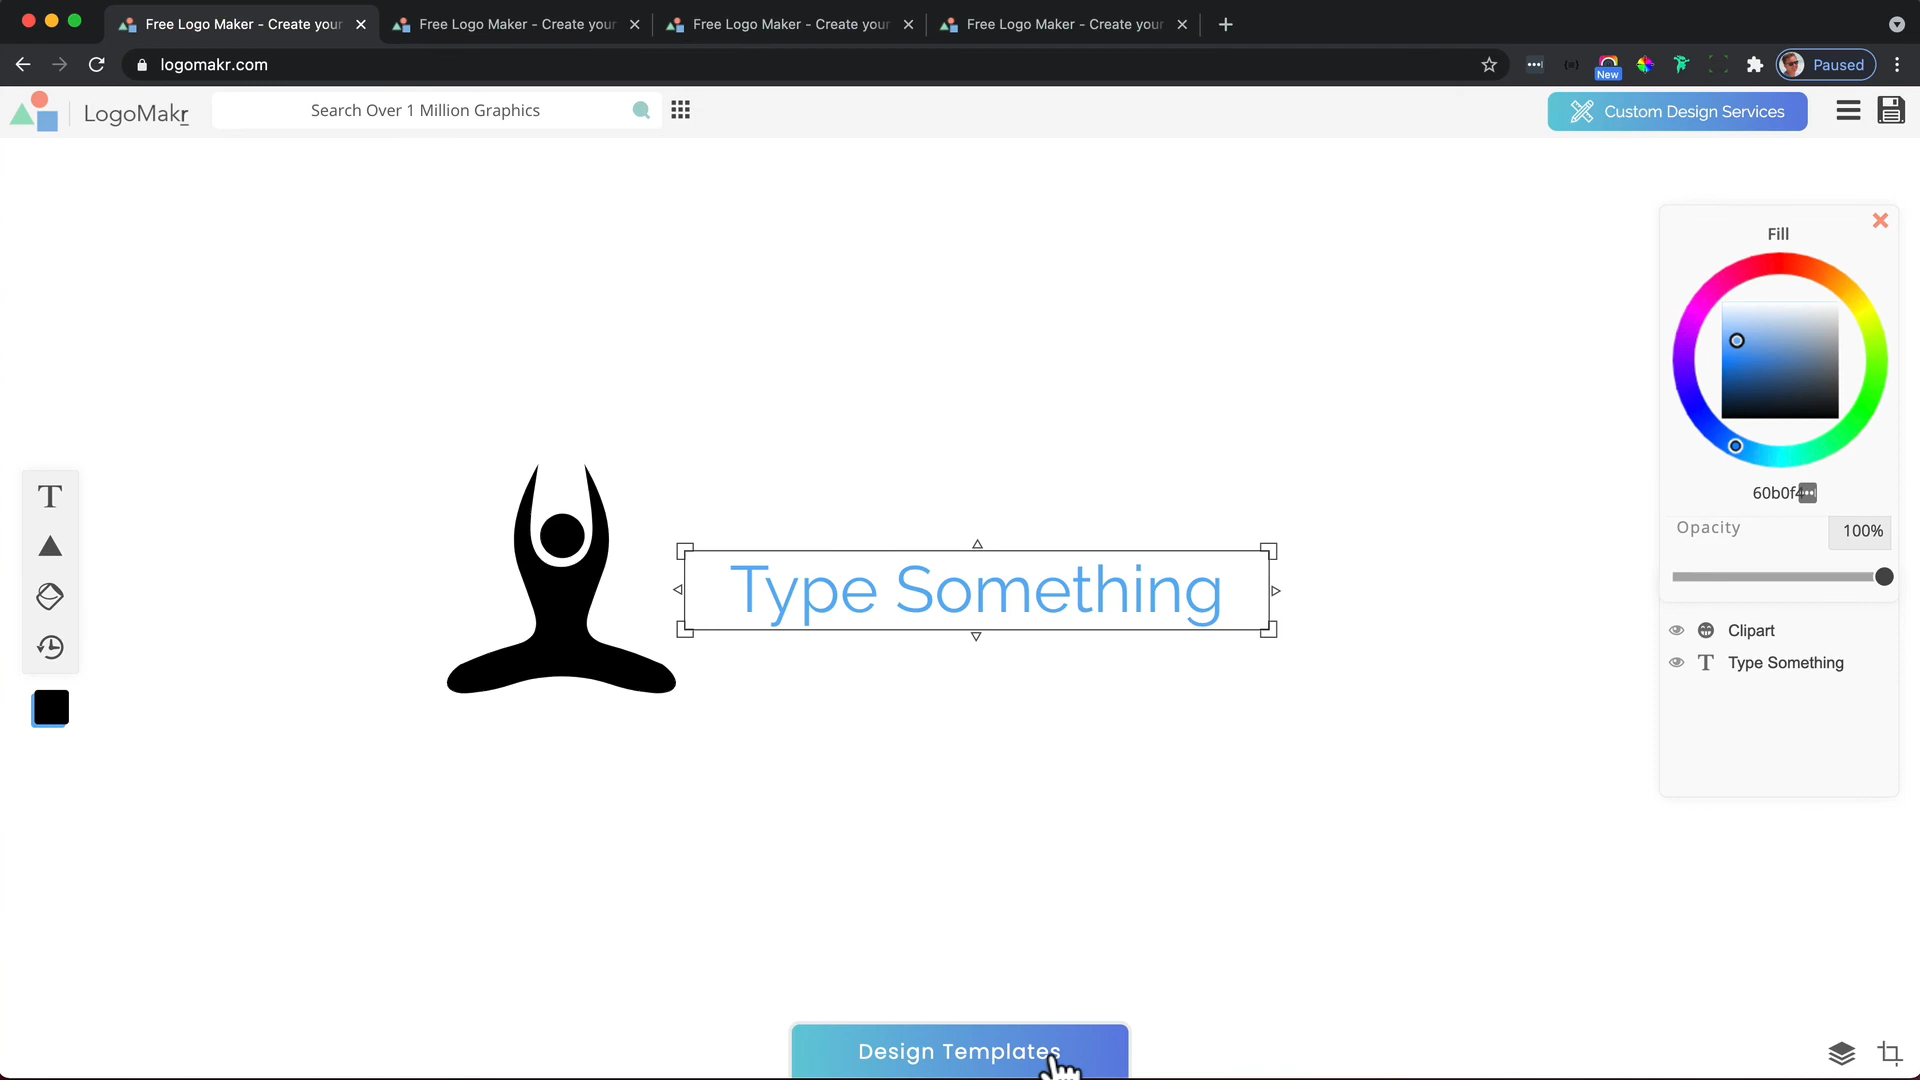 Free Logo Maker - Create your
Free Logo Maker - Create your
Free Logo Maker - Create your
Free Logo Maker - Create your
logomakr.com
New
Paused
LogoMakr
Search Over 1 Million Graphics
Custom Design Services
Fill
60b0f4
Opacity
100%
Type Something
Clipart
T Type Something
T
Design Templates